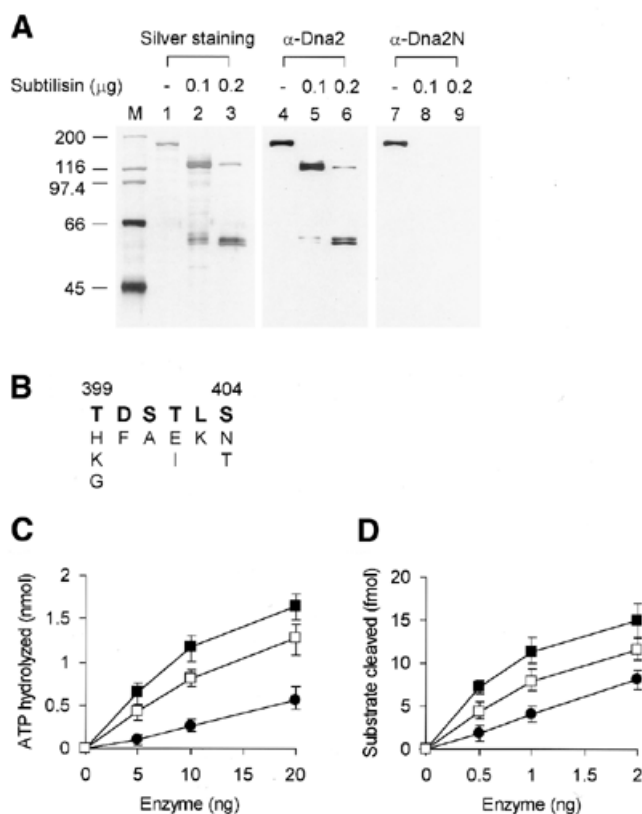 A
Silver staining α-Dna2 α-Dna2N
Subtilisin (μg) - 0.1 0.2 - 0.1 0.2 - 0.1 0.2
M 1 2 3 4 5 6 7 8 9
200
116
97.4
66
45
B
399 404
T D S T L S
H F A E K N
K I T
G
C
ATP hydrolyzed (nmol)
2
1.5
1
0.5
0
0 5 10 15 20
Enzyme (ng)
D
Substrate cleaved (fmol)
20
15
10
5
0
0 0.5 1 1.5 2
Enzyme (ng)